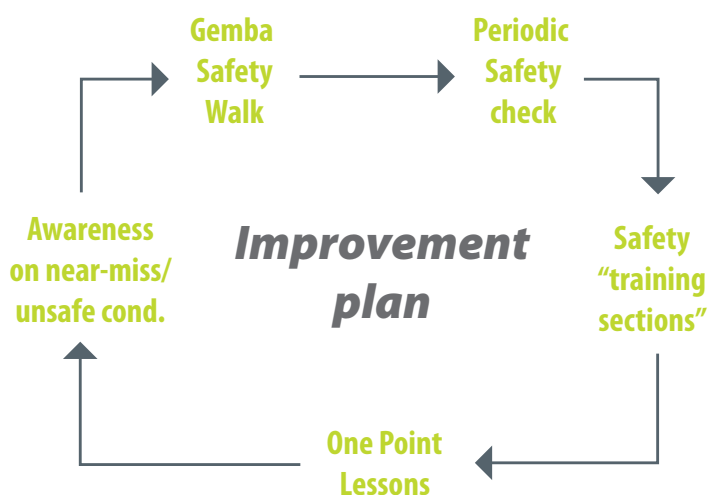 Gemba
Safety
Walk
Periodic
Safety
check
Safety
“training
sections”
One Point
Lessons
Awareness
on near-miss/
unsafe cond.
Improvement
plan